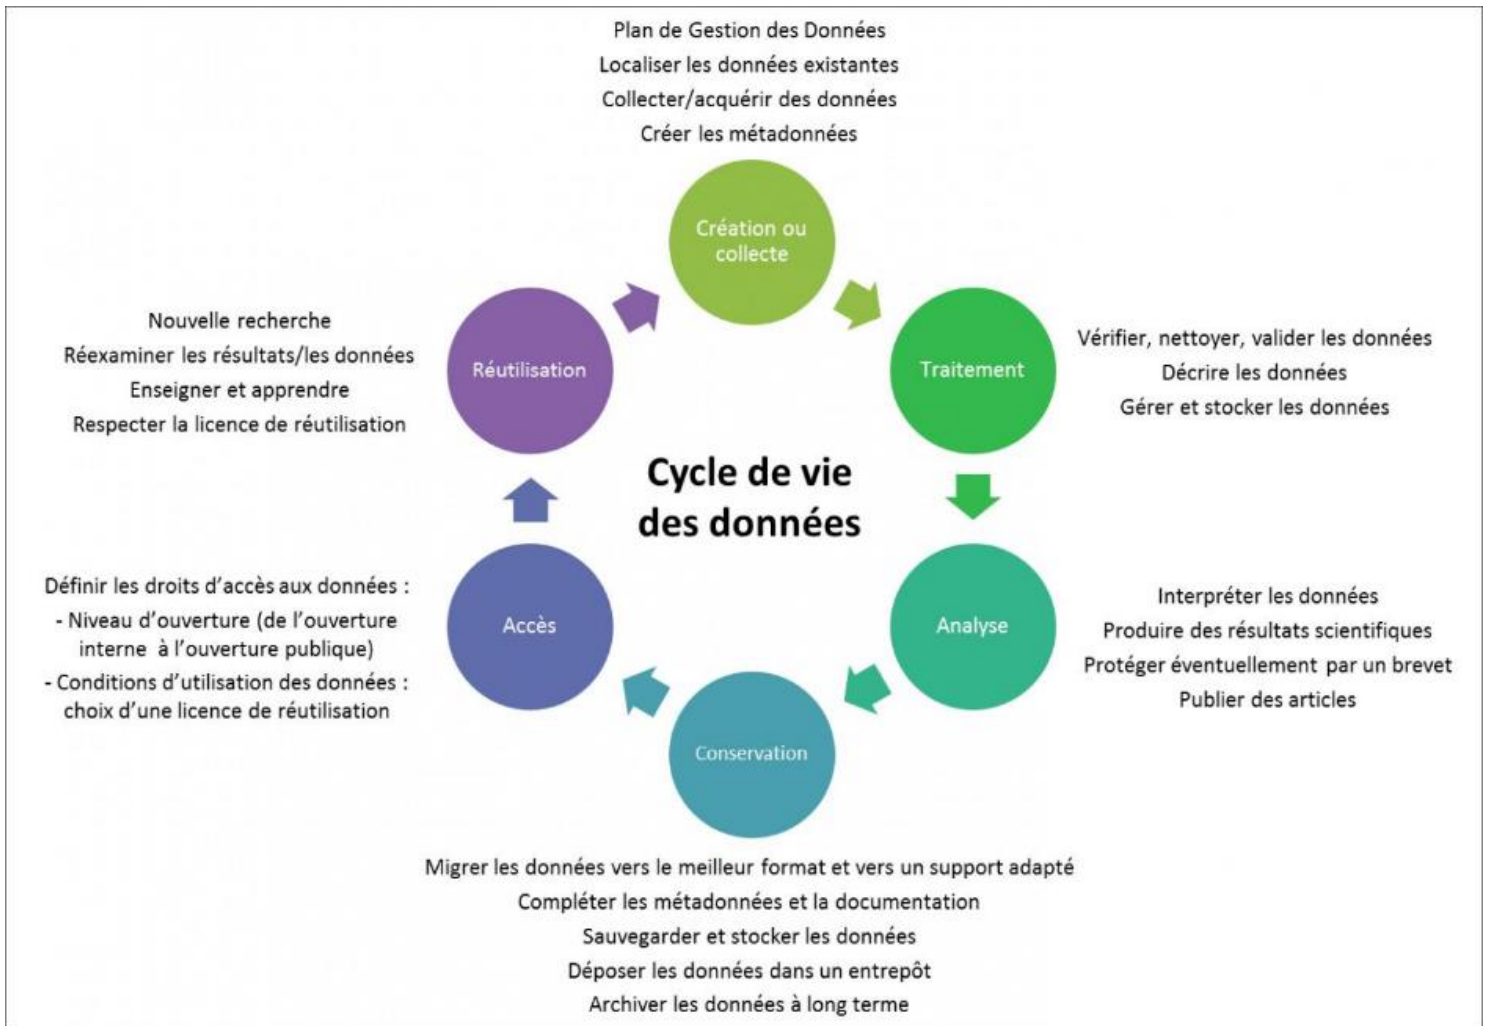 Plan de Gestion des Données
Localiser les données existantes
Collecter/acquérir des données
Créer les métadonnées
Création ou
collecte
Traitement
Vérifier, nettoyer, valider les données
Décrire les données
Gérer et stocker les données
Analyse
Interpréter les données
Produire des résultats scientifiques
Protéger éventuellement par un brevet
Publier des articles
Conservation
Migrer les données vers le meilleur format et vers un support adapté
Compléter les métadonnées et la documentation
Sauvegarder et stocker les données
Déposer les données dans un entrepôt
Archiver les données à long terme
Accès
Définir les droits d’accès aux données :
- Niveau d’ouverture (de l’ouverture
interne à l’ouverture publique)
- Conditions d’utilisation des données :
choix d’une licence de réutilisation
Réutilisation
Nouvelle recherche
Réexaminer les résultats/les données
Enseigner et apprendre
Respecter la licence de réutilisation
Cycle de vie
des données